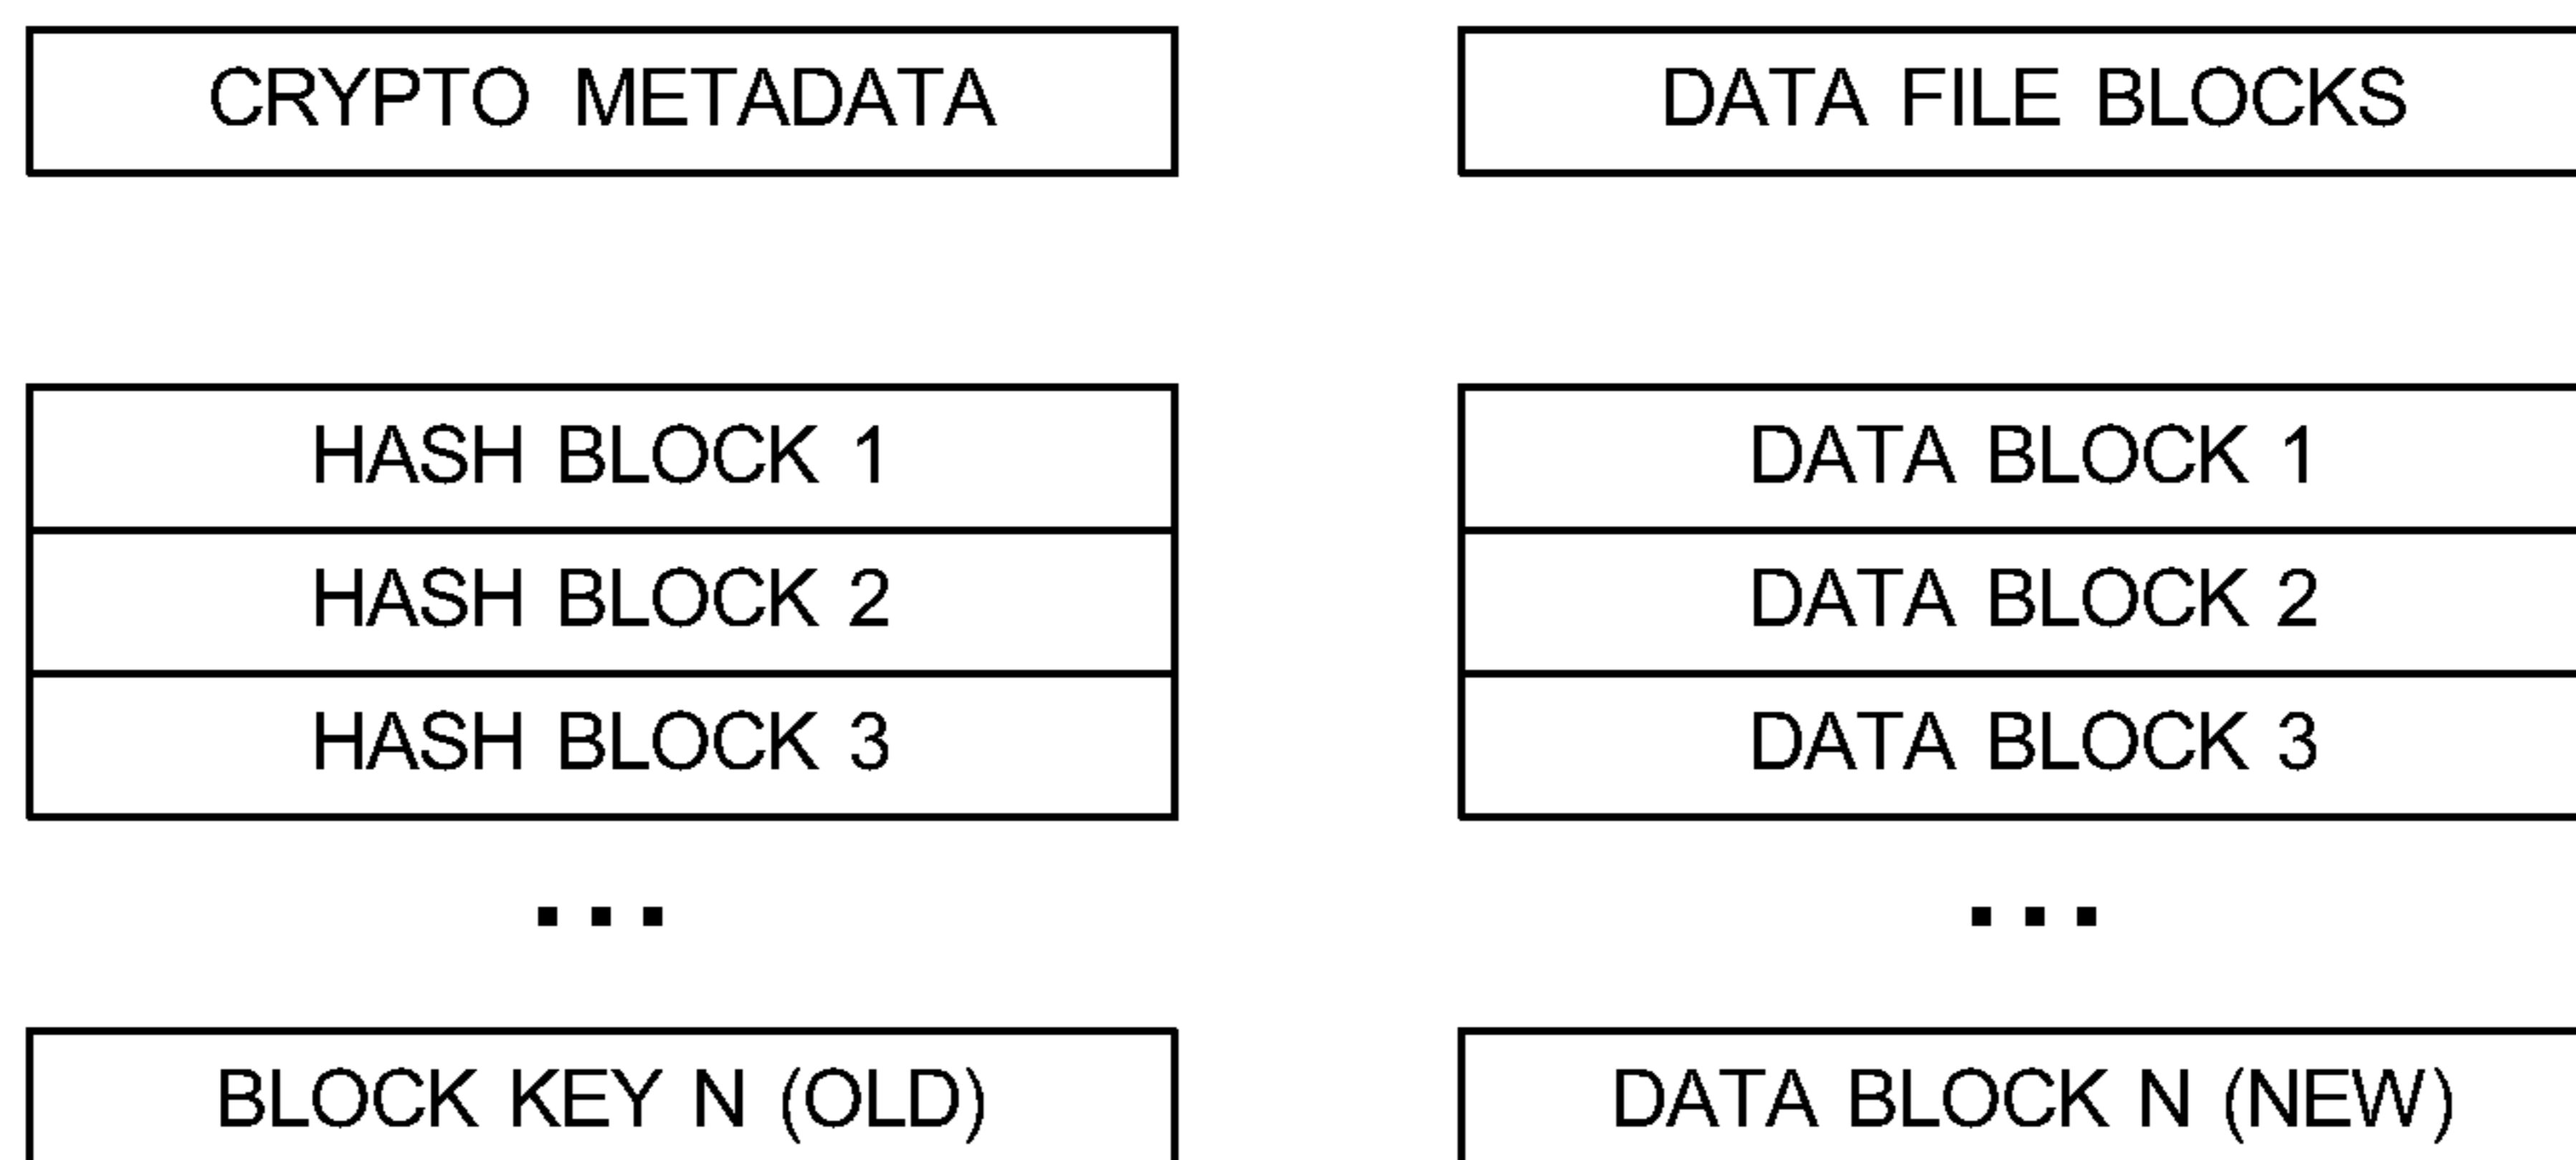 CRYPTO METADATA
DATA FILE BLOCKS
HASH BLOCK 1
HASH BLOCK 2
HASH BLOCK 3
...
BLOCK KEY N (OLD)
DATA BLOCK 1
DATA BLOCK 2
DATA BLOCK 3
...
DATA BLOCK N (NEW)